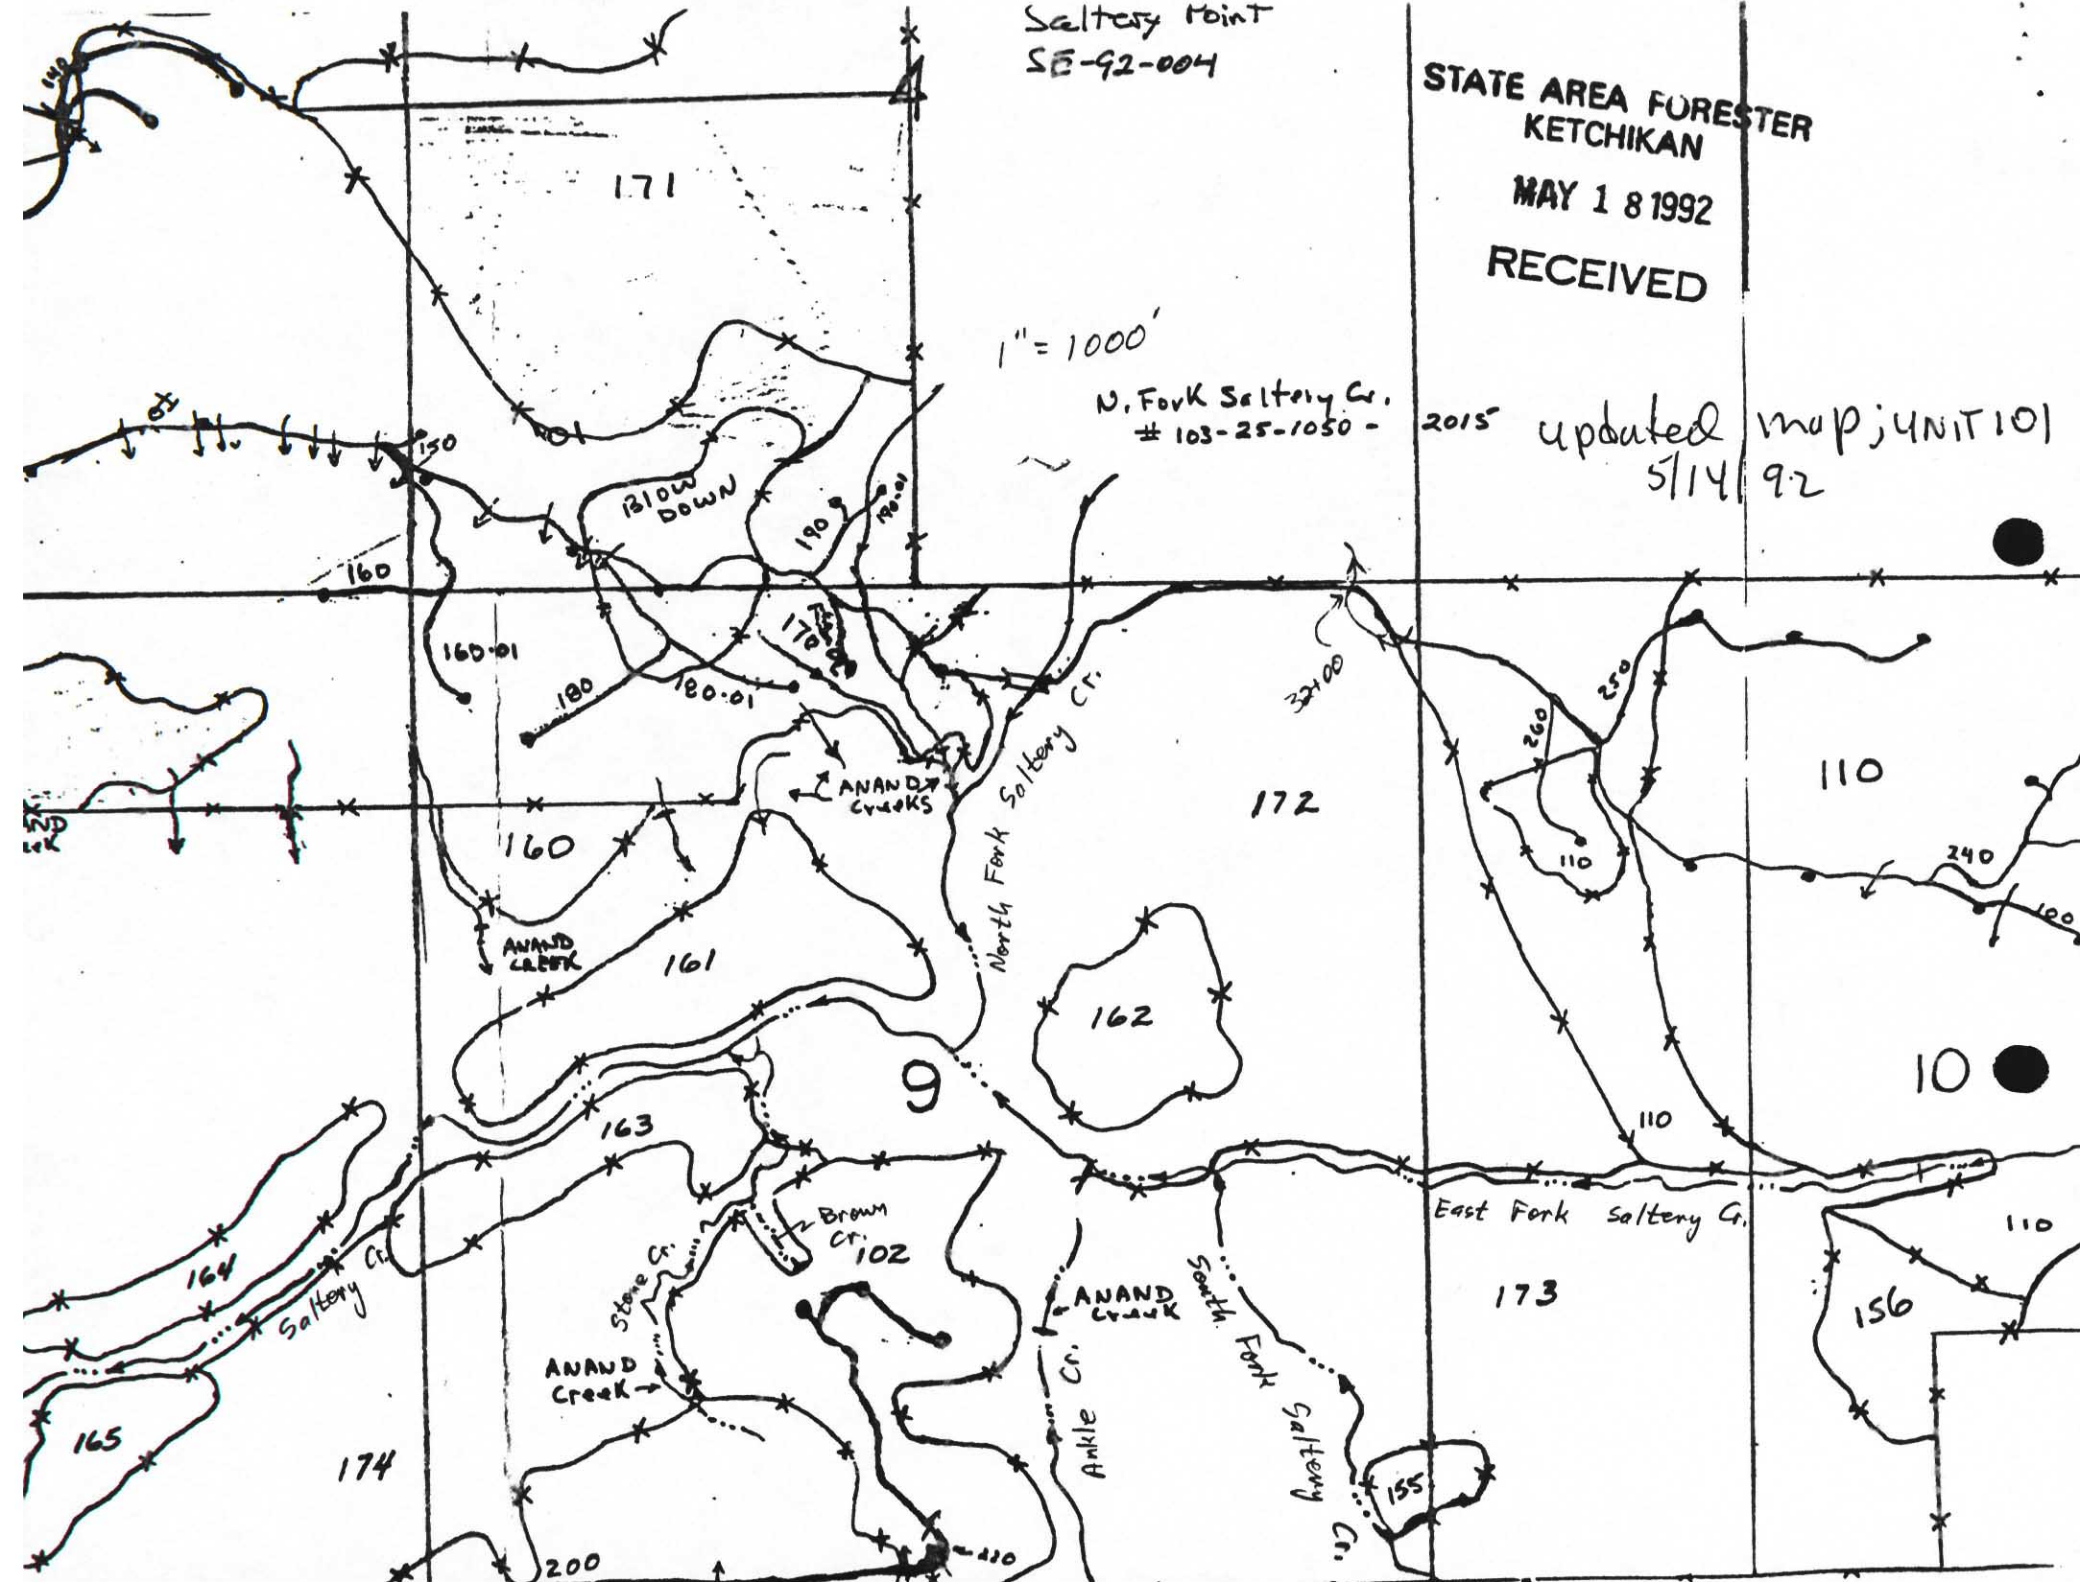 Saltery Point
SE-92-004
STATE AREA FORESTER
KETCHIKAN
MAY 18 1992
RECEIVED
140
4
171
1" = 1000'
N. Fork Saltery Cr.
# 103-25-1050-2015
updated map; UNIT 101
5/14/92
150
BLOW
DOWN
190
190-01
160
160-01
170
180
180-01
32+00
Cr.
250
260
110
172
ANAND
Creeks
North Fork Saltery
160
110
240
100
ANAND
CREEK
161
162
9
10
163
110
East Fork Saltery Cr.
110
Brown
Cr.
102
164
Saltery Cr.
Stone Cr.
ANAND
Creek
South Fork Saltery Cr.
173
156
ANAND
Creek
Ankle Cr.
165
174
155
200